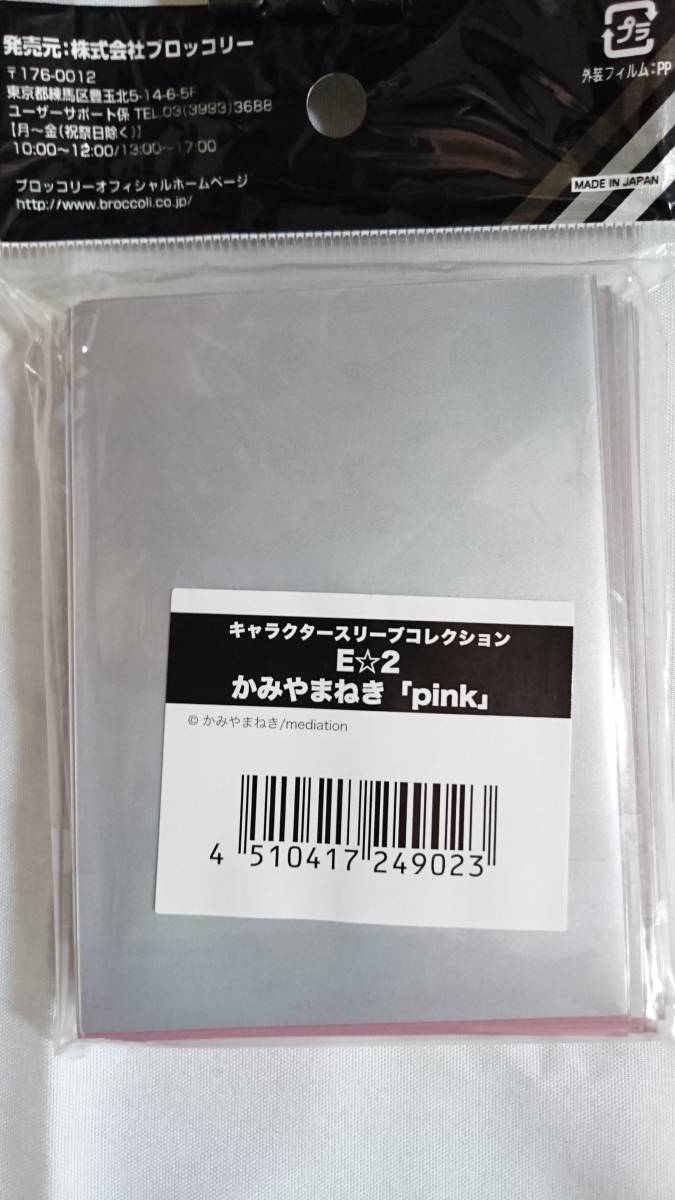 発売元:株式会社ブロッコリー
〒176-0012
東京都練馬区豊玉北5-14-6-5F
ユーザーサポート係 TEL.03(3993)3688
【月〜金(祝祭日除く)】
10:00〜12:00/13:00〜17:00
ブロッコリーオフィシャルホームページ
http://www.broccoli.co.jp/
プラ
外装フィルム:PP
MADE IN JAPAN
キャラクタースリーブコレクション
E☆2
かみやまねき「pink」
© かみやまねき/mediation
4 510417 249023